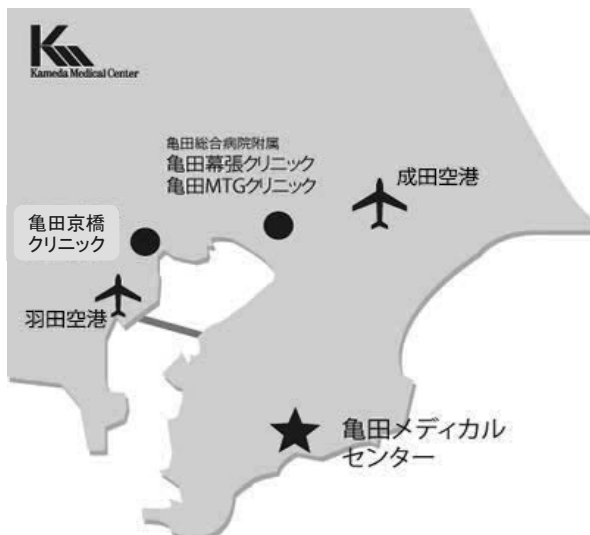 Kameda Medical Center
亀田総合病院附属
亀田幕張クリニック
亀田MTGクリニック
成田空港
亀田京橋
クリニック
羽田空港
亀田メディカル
センター